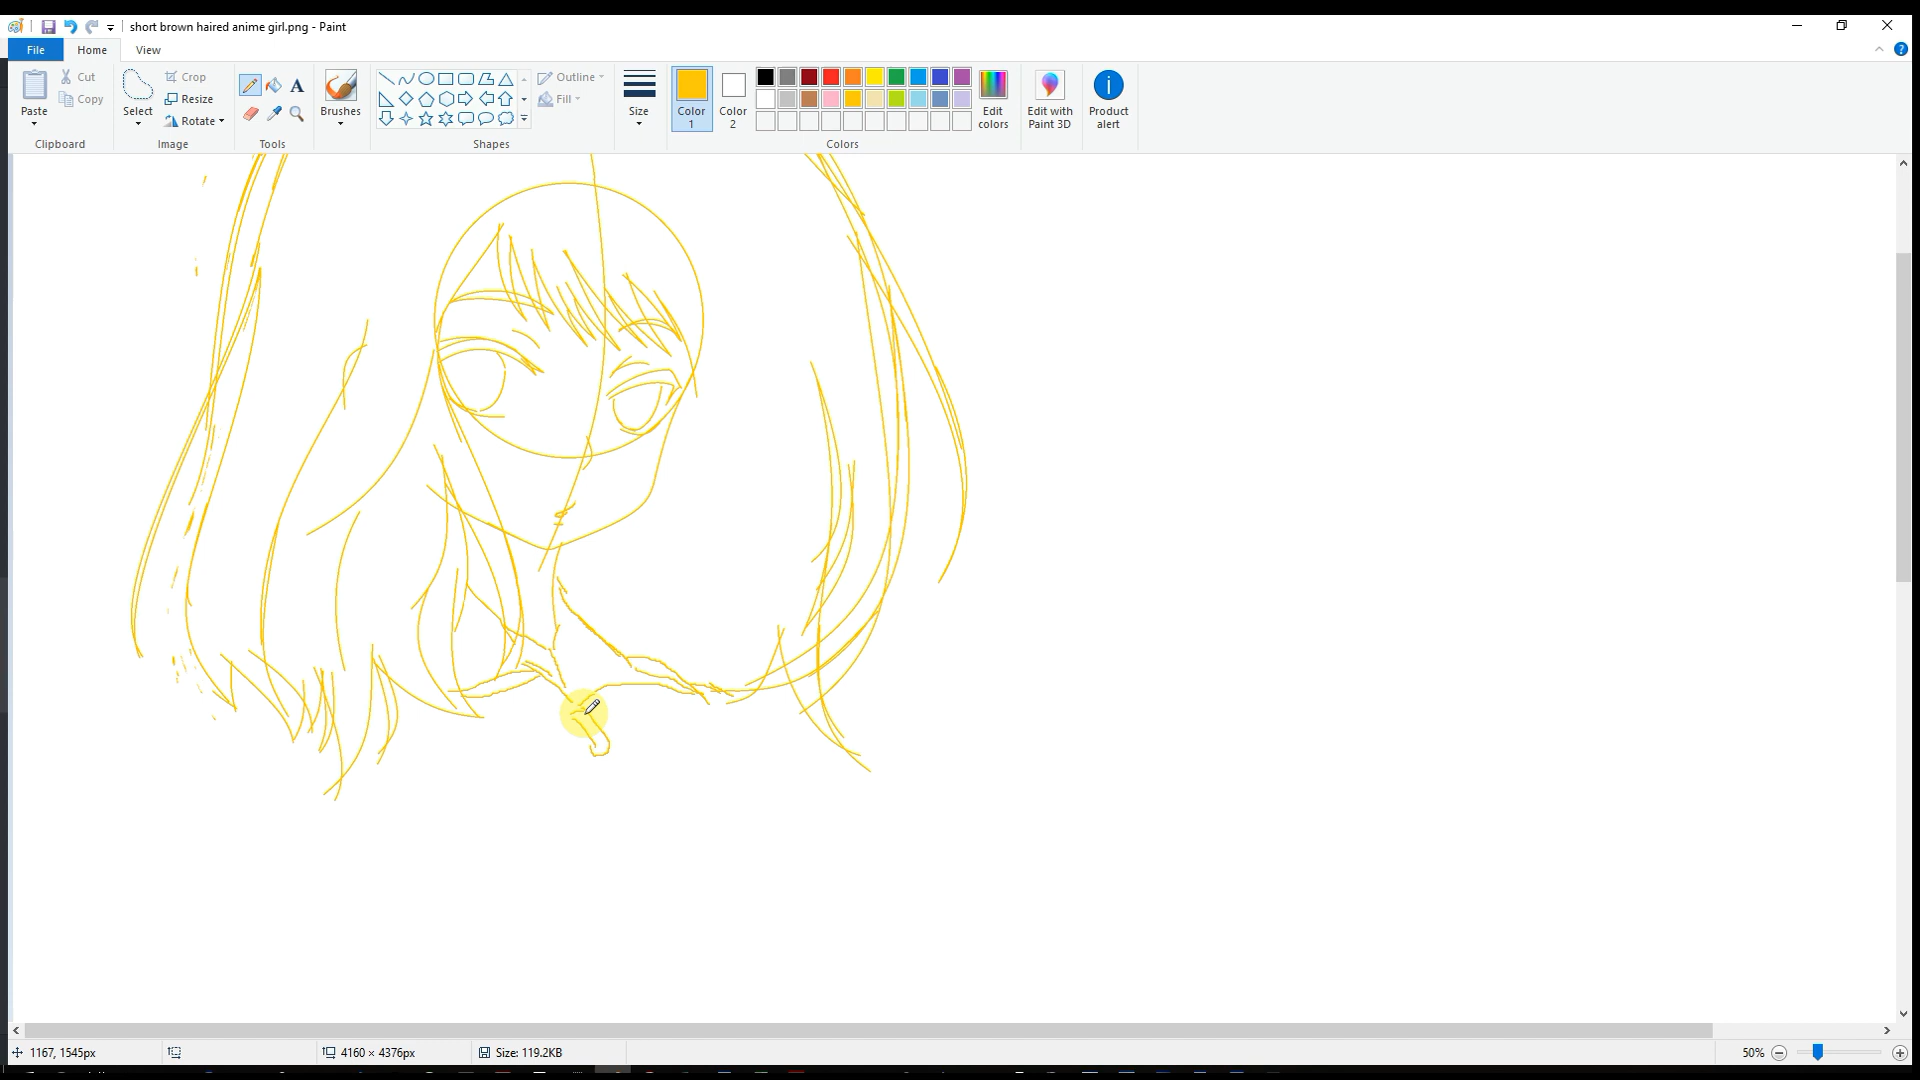 short brown haired anime girl.png - Paint
File Home View
Paste Cut Copy Clipboard
Select Crop Resize Rotate Image
A Tools
Brushes
Outline Fill Shapes
Size
Color 1 Color 2 Edit colors Colors
Edit with Paint 3D
Product alert
1167, 1545px 4160 × 4376px Size: 119.2KB 50%